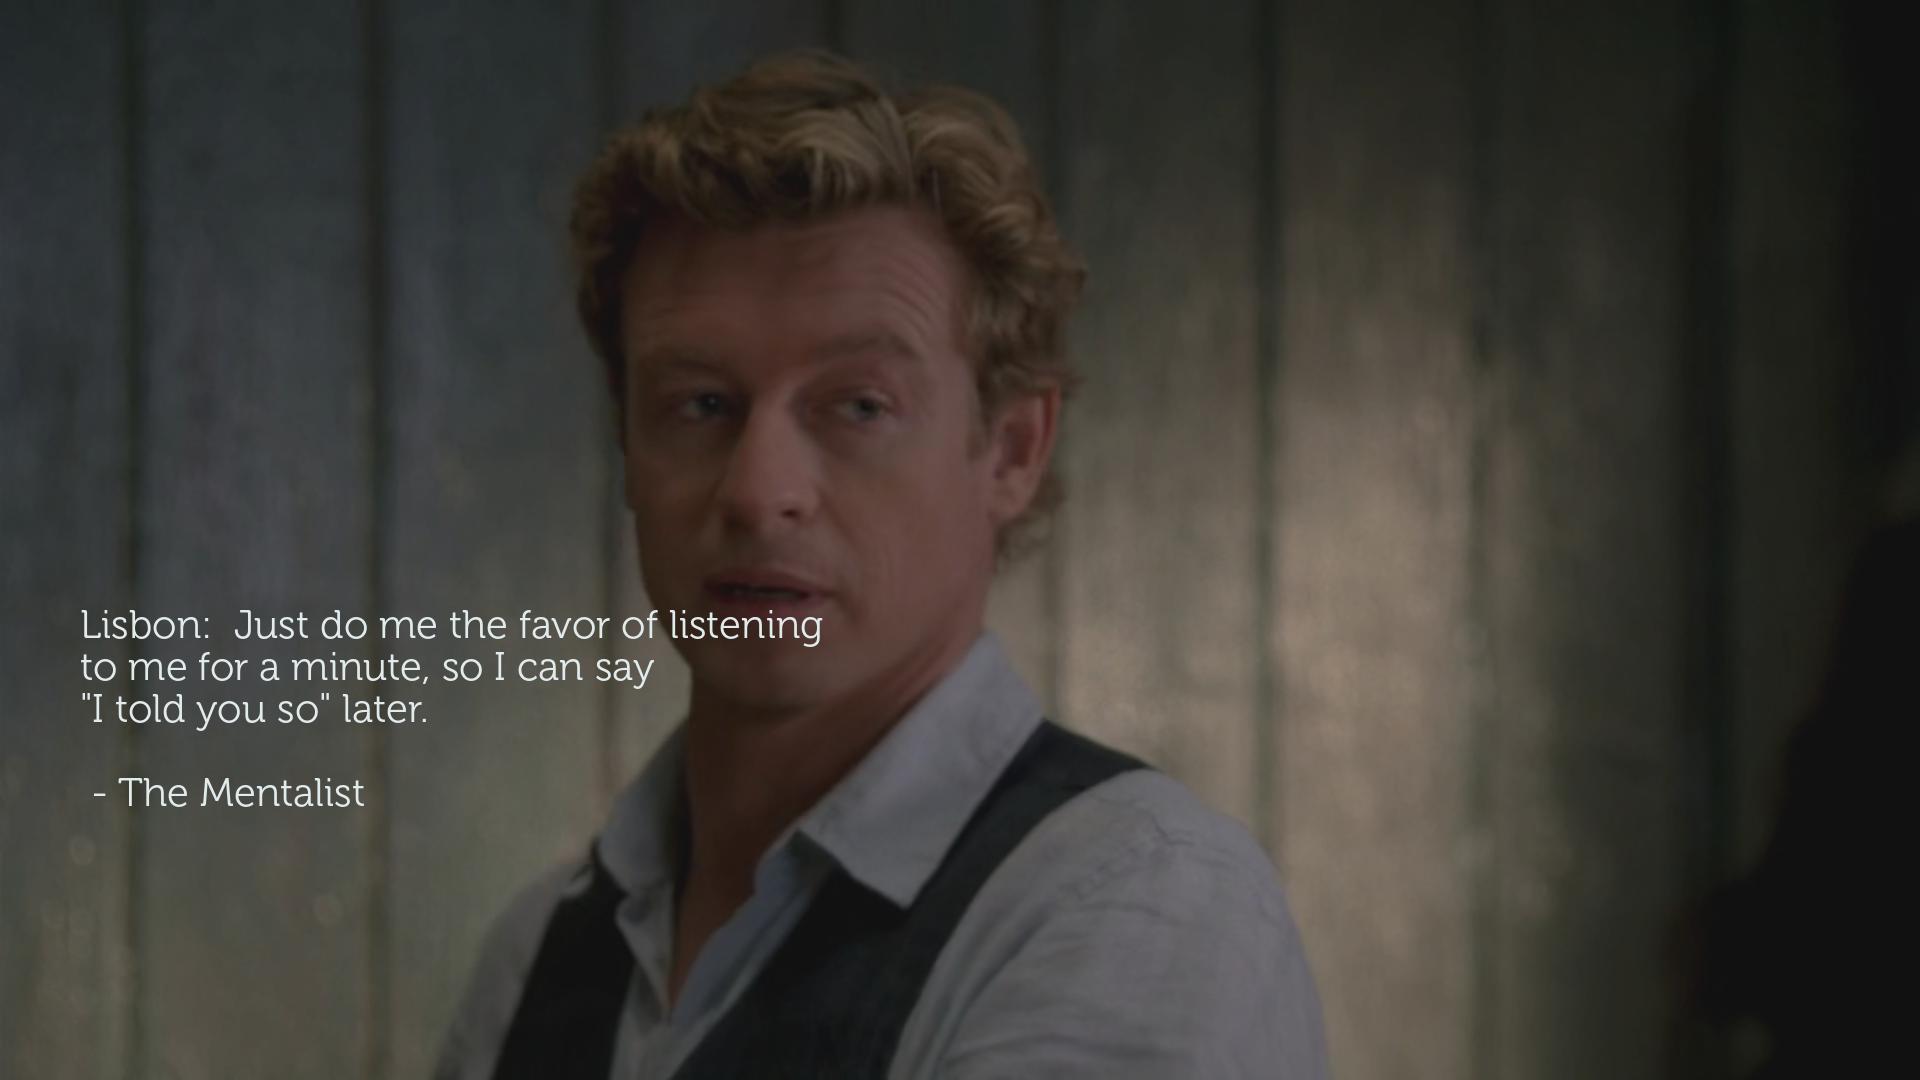 Lisbon:  Just do me the favor of listening
to me for a minute, so I can say
"I told you so" later.
- The Mentalist